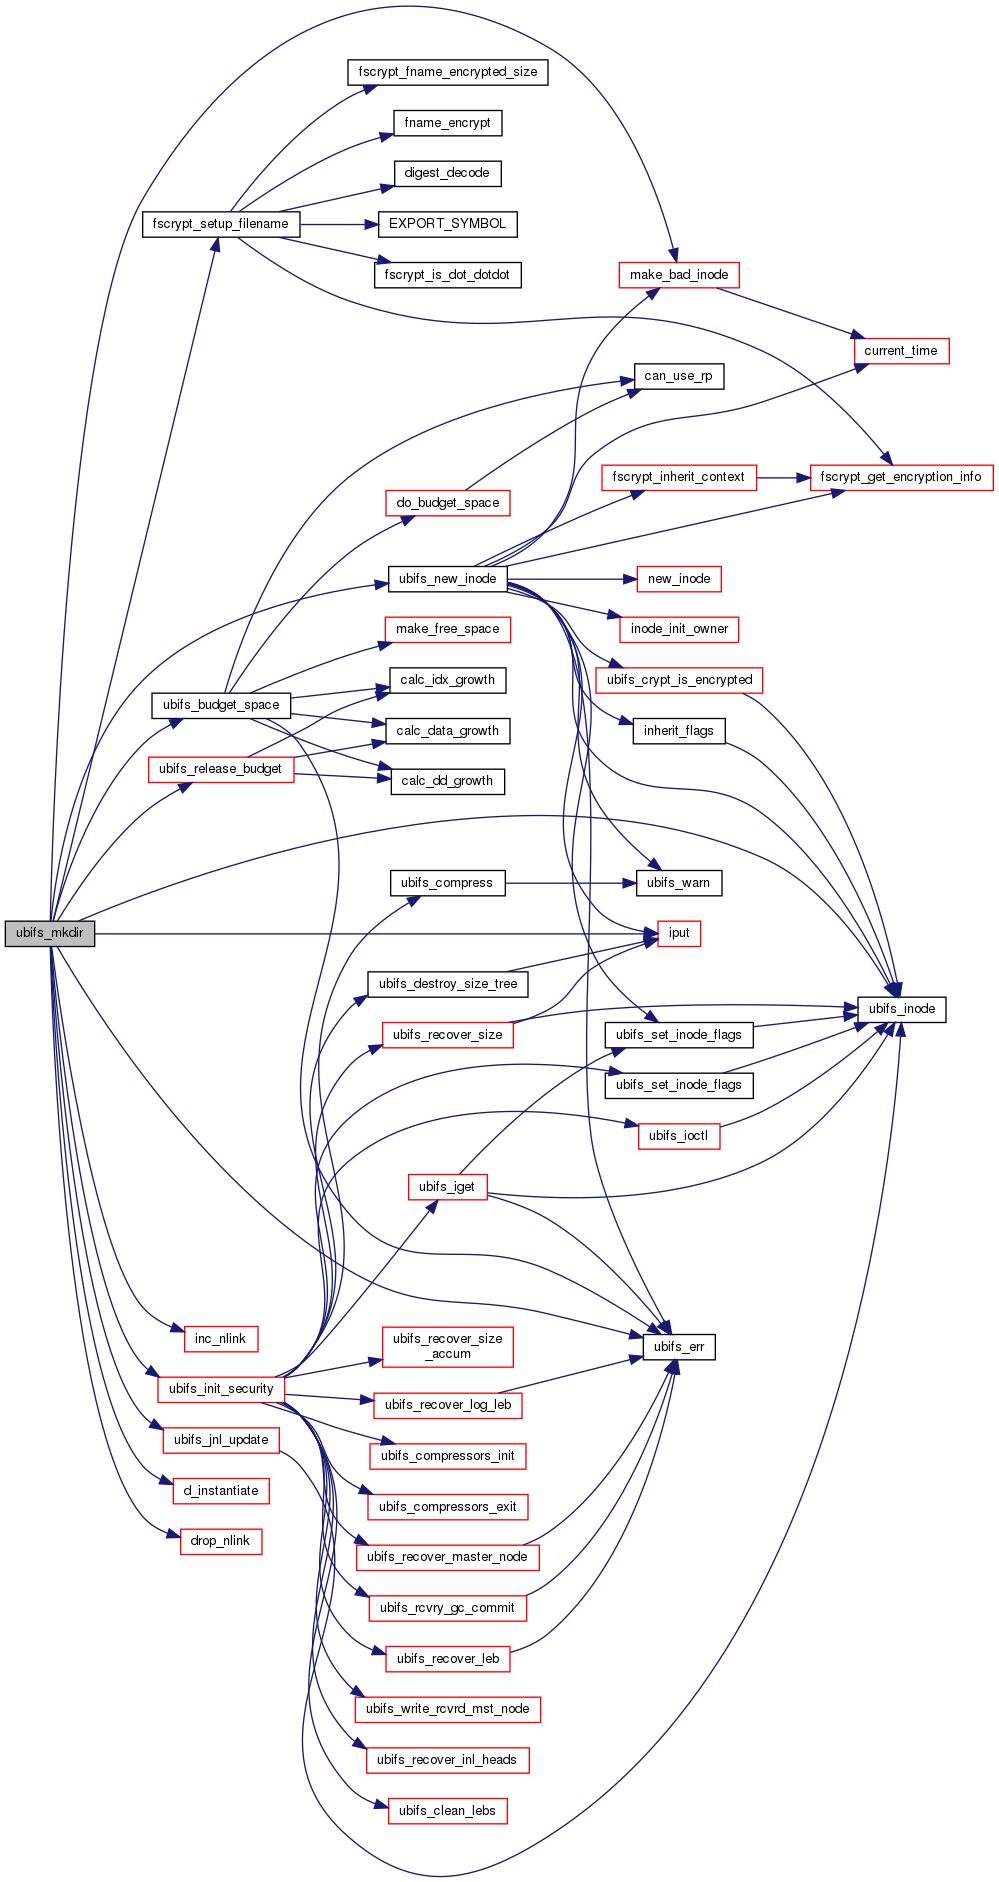 fscrypt_fname_encrypted_size
fname_encrypt
digest_decode
fscrypt_setup_filename
EXPORT_SYMBOL
fscrypt_is_dot_dotdot
make_bad_inode
current_time
can_use_rp
fscrypt_inherit_context
fscrypt_get_encryption_info
do_budget_space
ubifs_new_inode
new_inode
make_free_space
inode_init_owner
calc_idx_growth
ubifs_crypt_is_encrypted
ubifs_budget_space
calc_data_growth
inherit_flags
ubifs_release_budget
calc_dd_growth
ubifs_compress
ubifs_warn
ubifs_mkdir
iput
ubifs_destroy_size_tree
ubifs_inode
ubifs_recover_size
ubifs_set_inode_flags
ubifs_set_inode_flags
ubifs_ioctl
ubifs_iget
inc_nlink
ubifs_recover_size
_accum
ubifs_err
ubifs_init_security
ubifs_recover_log_leb
ubifs_jnl_update
ubifs_compressors_init
d_instantiate
ubifs_compressors_exit
drop_nlink
ubifs_recover_master_node
ubifs_rcvry_gc_commit
ubifs_recover_leb
ubifs_write_rcvrd_mst_node
ubifs_recover_inl_heads
ubifs_clean_lebs